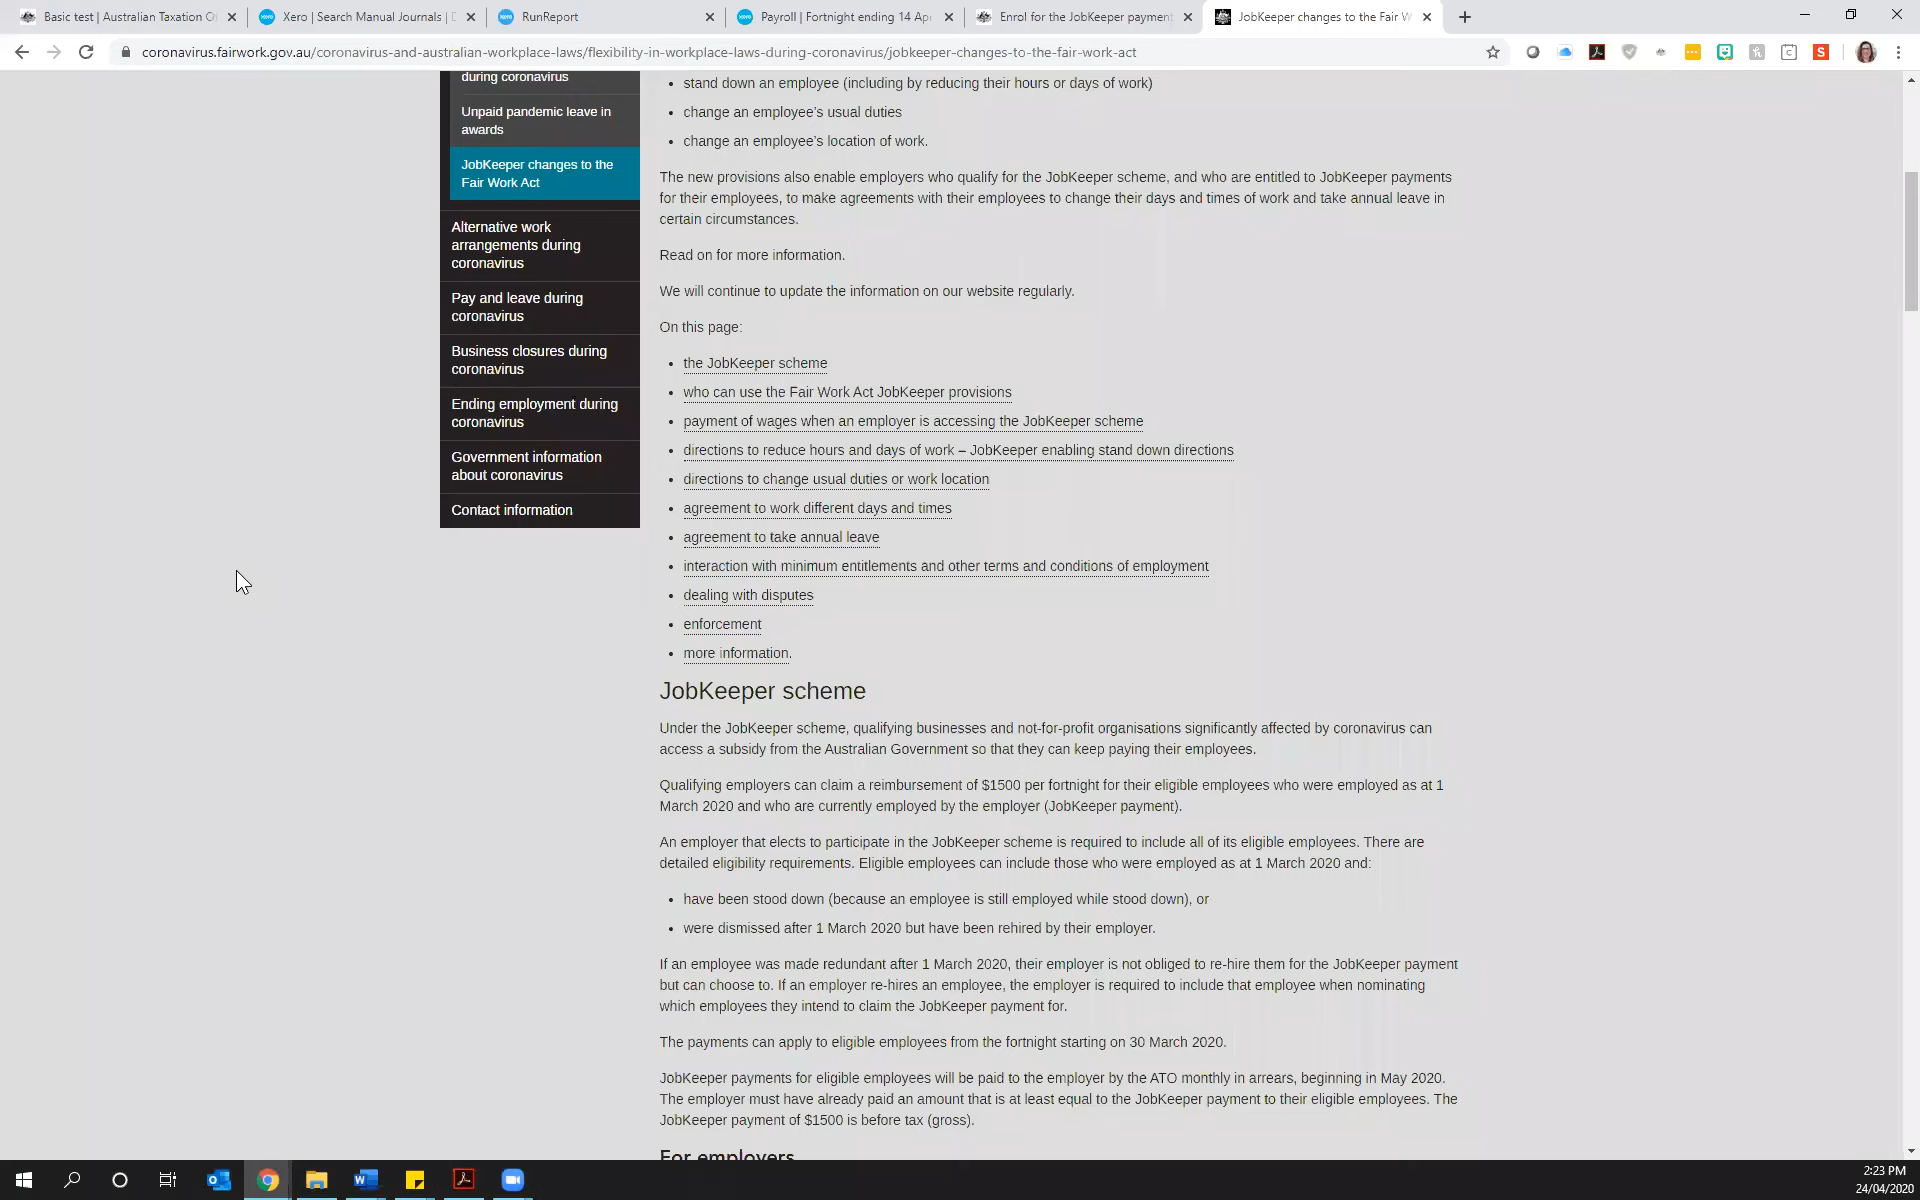 Basic test | Australian Taxation O
Xero | Search Manual Journals |
RunReport
Payroll | Fortnight ending 14 Apr
Enrol for the JobKeeper payment
JobKeeper changes to the Fair W
coronavirus.fairwork.gov.au/coronavirus-and-australian-workplace-laws/flexibility-in-workplace-laws-during-coronavirus/jobkeeper-changes-to-the-fair-work-act
during coronavirus
Unpaid pandemic leave in
awards
JobKeeper changes to the
Fair Work Act
Alternative work
arrangements during
coronavirus
Pay and leave during
coronavirus
Business closures during
coronavirus
Ending employment during
coronavirus
Government information
about coronavirus
Contact information
• stand down an employee (including by reducing their hours or days of work)
• change an employee’s usual duties
• change an employee’s location of work.
The new provisions also enable employers who qualify for the JobKeeper scheme, and who are entitled to JobKeeper payments
for their employees, to make agreements with their employees to change their days and times of work and take annual leave in
certain circumstances.
Read on for more information.
We will continue to update the information on our website regularly.
On this page:
• the JobKeeper scheme
• who can use the Fair Work Act JobKeeper provisions
• payment of wages when an employer is accessing the JobKeeper scheme
• directions to reduce hours and days of work – JobKeeper enabling stand down directions
• directions to change usual duties or work location
• agreement to work different days and times
• agreement to take annual leave
• interaction with minimum entitlements and other terms and conditions of employment
• dealing with disputes
• enforcement
• more information.
JobKeeper scheme
Under the JobKeeper scheme, qualifying businesses and not-for-profit organisations significantly affected by coronavirus can
access a subsidy from the Australian Government so that they can keep paying their employees.
Qualifying employers can claim a reimbursement of $1500 per fortnight for their eligible employees who were employed as at 1
March 2020 and who are currently employed by the employer (JobKeeper payment).
An employer that elects to participate in the JobKeeper scheme is required to include all of its eligible employees. There are
detailed eligibility requirements. Eligible employees can include those who were employed as at 1 March 2020 and:
• have been stood down (because an employee is still employed while stood down), or
• were dismissed after 1 March 2020 but have been rehired by their employer.
If an employee was made redundant after 1 March 2020, their employer is not obliged to re-hire them for the JobKeeper payment
but can choose to. If an employer re-hires an employee, the employer is required to include that employee when nominating
which employees they intend to claim the JobKeeper payment for.
The payments can apply to eligible employees from the fortnight starting on 30 March 2020.
JobKeeper payments for eligible employees will be paid to the employer by the ATO monthly in arrears, beginning in May 2020.
The employer must have already paid an amount that is at least equal to the JobKeeper payment to their eligible employees. The
JobKeeper payment of $1500 is before tax (gross).
For employers
2:23 PM
24/04/2020